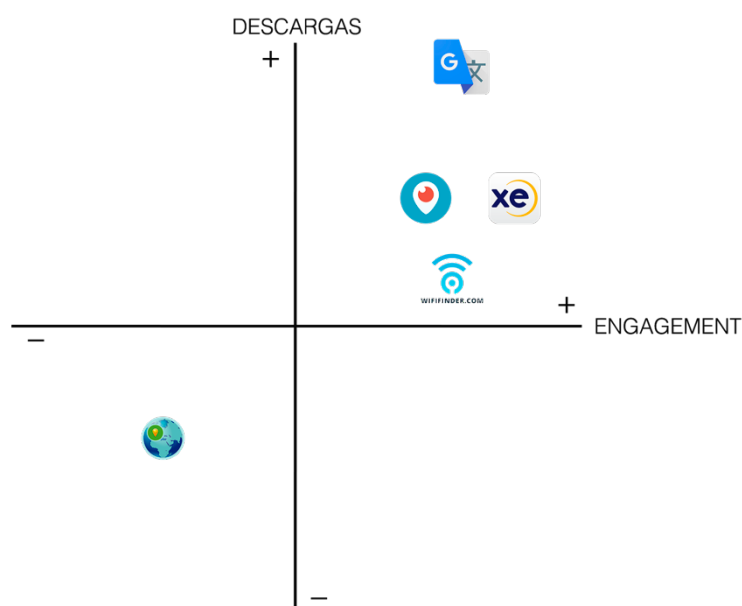 DESCARGAS
+
G 文
xe
WIFIFINDER.COM
+
ENGAGEMENT
−
−